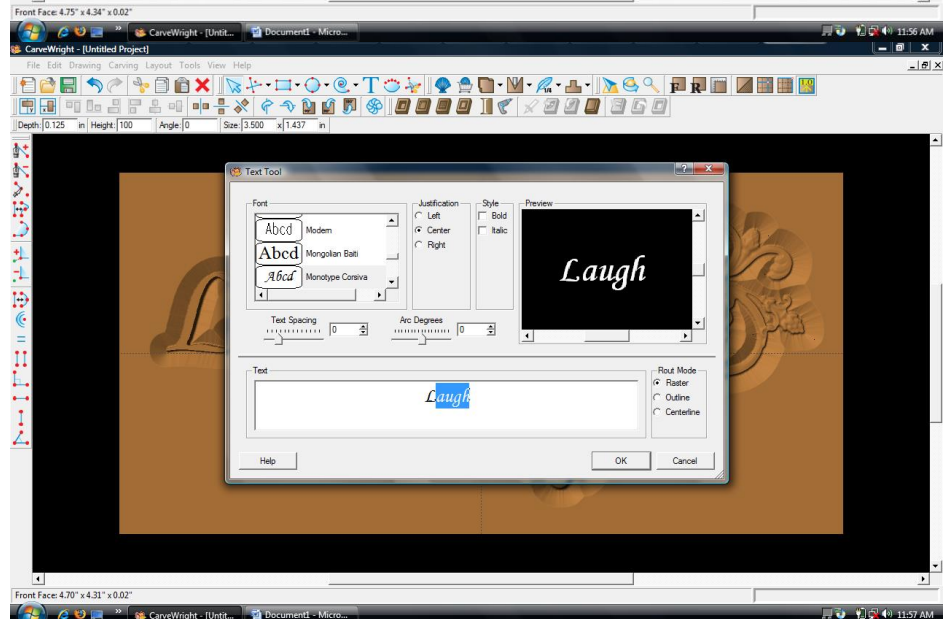 Front Face: 4.75" x 4.34" x 0.02"
CarveWright - [Untit...
Document1 - Micro...
11:56 AM
CarveWright - [Untitled Project]
File Edit Drawing Carving Layout Tools View Help
Depth: 0.125 in Height: 100 Angle: 0 Size: 3.500 x 1.437 in
Text Tool
Font
Justification
Style
Preview
Abcd Modern
Left
Bold
Center
Italic
Abcd Mongolian Baiti
Right
Abcd Monotype Corsiva
Laugh
Text Spacing
0
Arc Degrees
0
Text
Laugh
Rout Mode
Raster
Outline
Centerline
Help
OK
Cancel
Front Face: 4.70" x 4.31" x 0.02"
CarveWright - [Untit...
Document1 - Micro...
11:57 AM